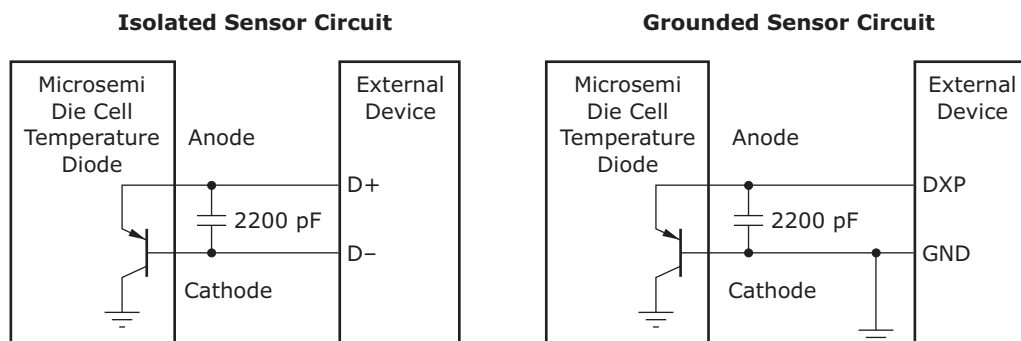 Isolated Sensor Circuit
Microsemi
Die Cell
Temperature
Diode
External
Device
Anode
D+
2200 pF
D−
Cathode
Grounded Sensor Circuit
Microsemi
Die Cell
Temperature
Diode
External
Device
Anode
DXP
2200 pF
GND
Cathode